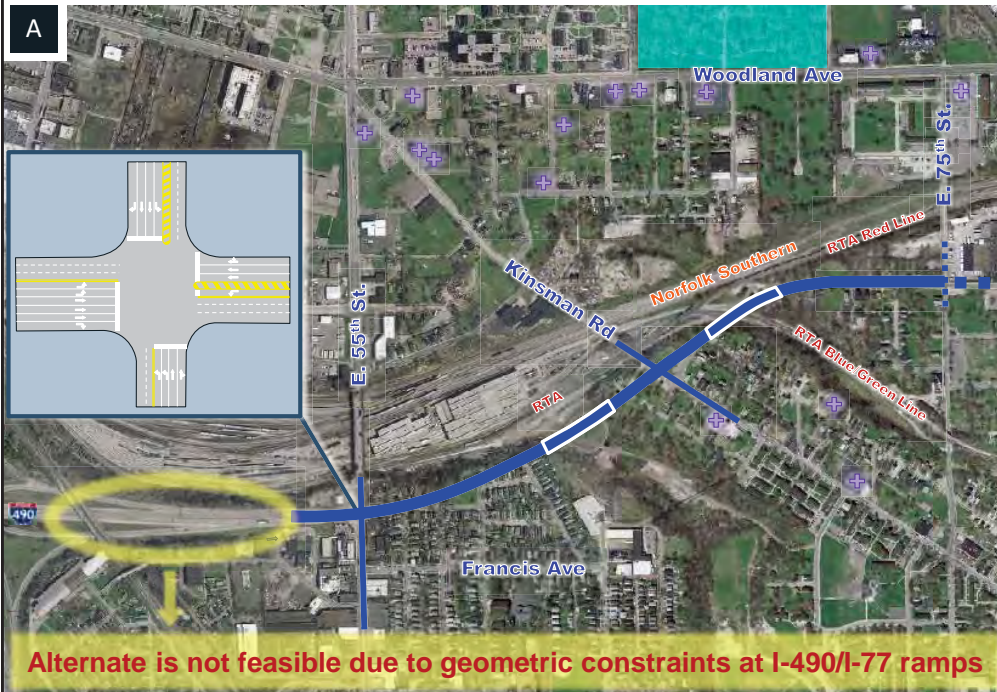 A
Woodland Ave
E. 75th St.
RTA Red Line
Norfolk Southern
Kinsman Rd
E. 55th St.
RTA Blue Green Line
RTA
490
Francis Ave
Alternate is not feasible due to geometric constraints at I-490/I-77 ramps